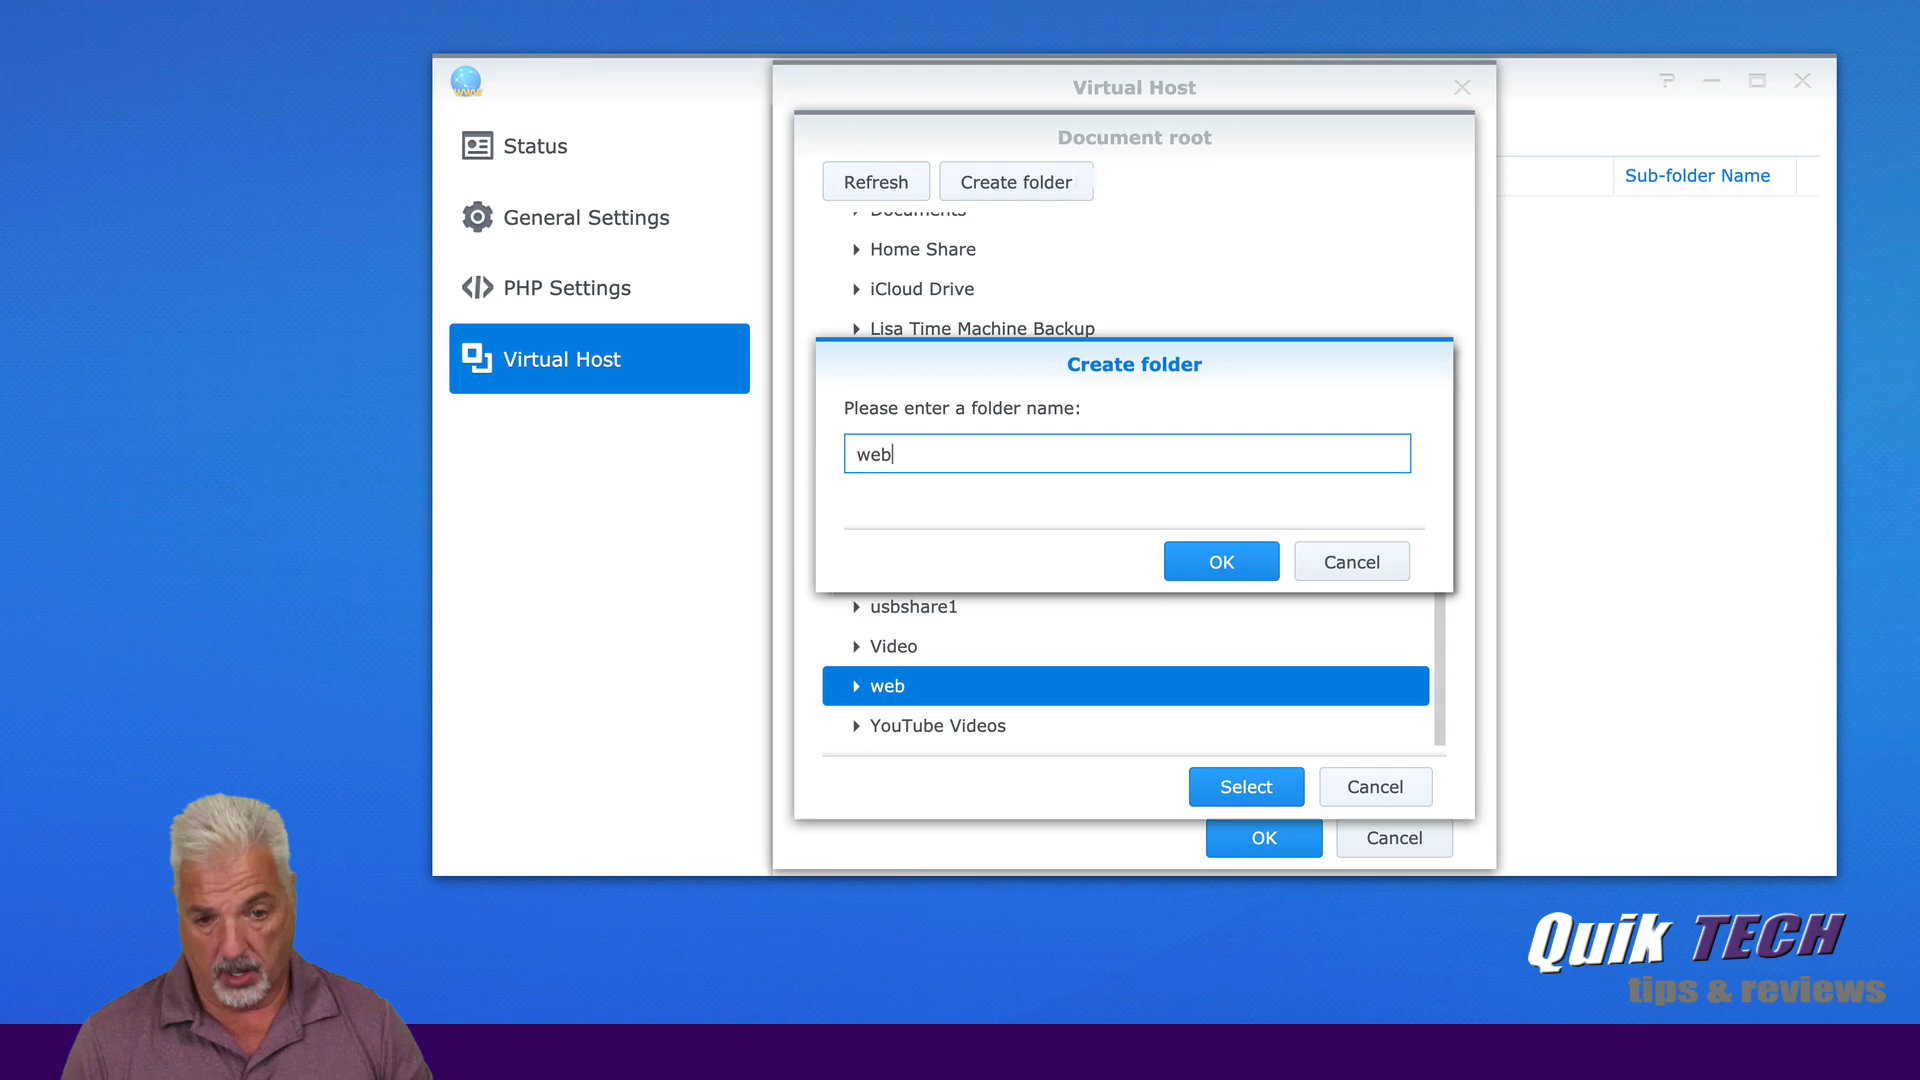 Virtual Host
Status
Document root
Refresh
Create folder
Sub-folder Name
Documents
General Settings
Home Share
PHP Settings
iCloud Drive
Lisa Time Machine Backup
Virtual Host
Create folder
Please enter a folder name:
web
OK
Cancel
usbshare1
Video
web
YouTube Videos
Select
Cancel
OK
Cancel
Quik TECH
tips & reviews